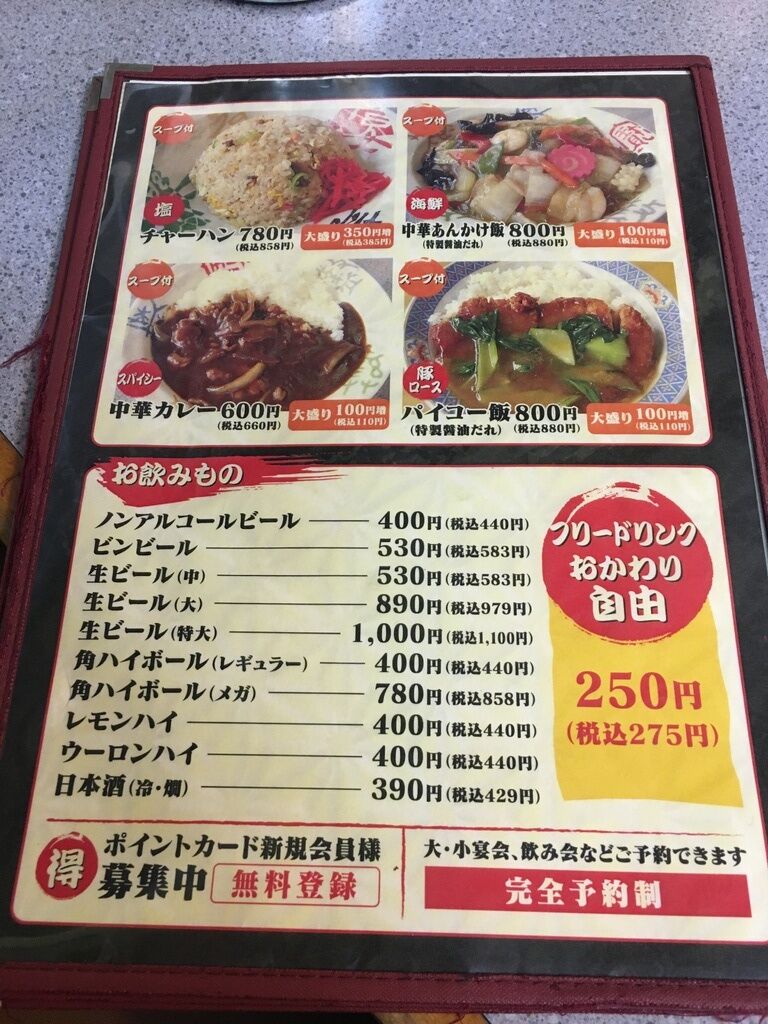 スープ付
塩
チャーハン 780円
(税込858円)
大盛り 350円増
(税込385円)
スープ付
海鮮
中華あんかけ飯 800円
(特製醤油だれ) (税込880円)
大盛り 100円増
(税込110円)
スープ付
スパイシー
中華カレー 600円
(税込660円)
大盛り 100円増
(税込110円)
スープ付
豚
ロース
パイコー飯 800円
(特製醤油だれ) (税込880円)
大盛り 100円増
(税込110円)
お飲みもの
ノンアルコールビール 400円(税込440円)
ビンビール 530円(税込583円)
生ビール(中) 530円(税込583円)
生ビール(大) 890円(税込979円)
生ビール(特大) 1,000円(税込1,100円)
角ハイボール(レギュラー) 400円(税込440円)
角ハイボール(メガ) 780円(税込858円)
レモンハイ 400円(税込440円)
ウーロンハイ 400円(税込440円)
日本酒(冷・燗) 390円(税込429円)
フリードリンク
おかわり
自由
250円
(税込275円)
得
ポイントカード新規会員様
募集中 無料登録
大・小宴会、飲み会などご予約できます
完全予約制